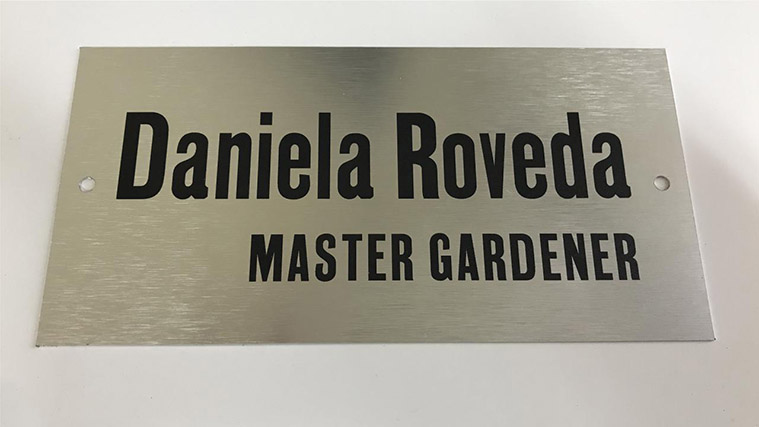 Daniela Roveda
MASTER GARDENER